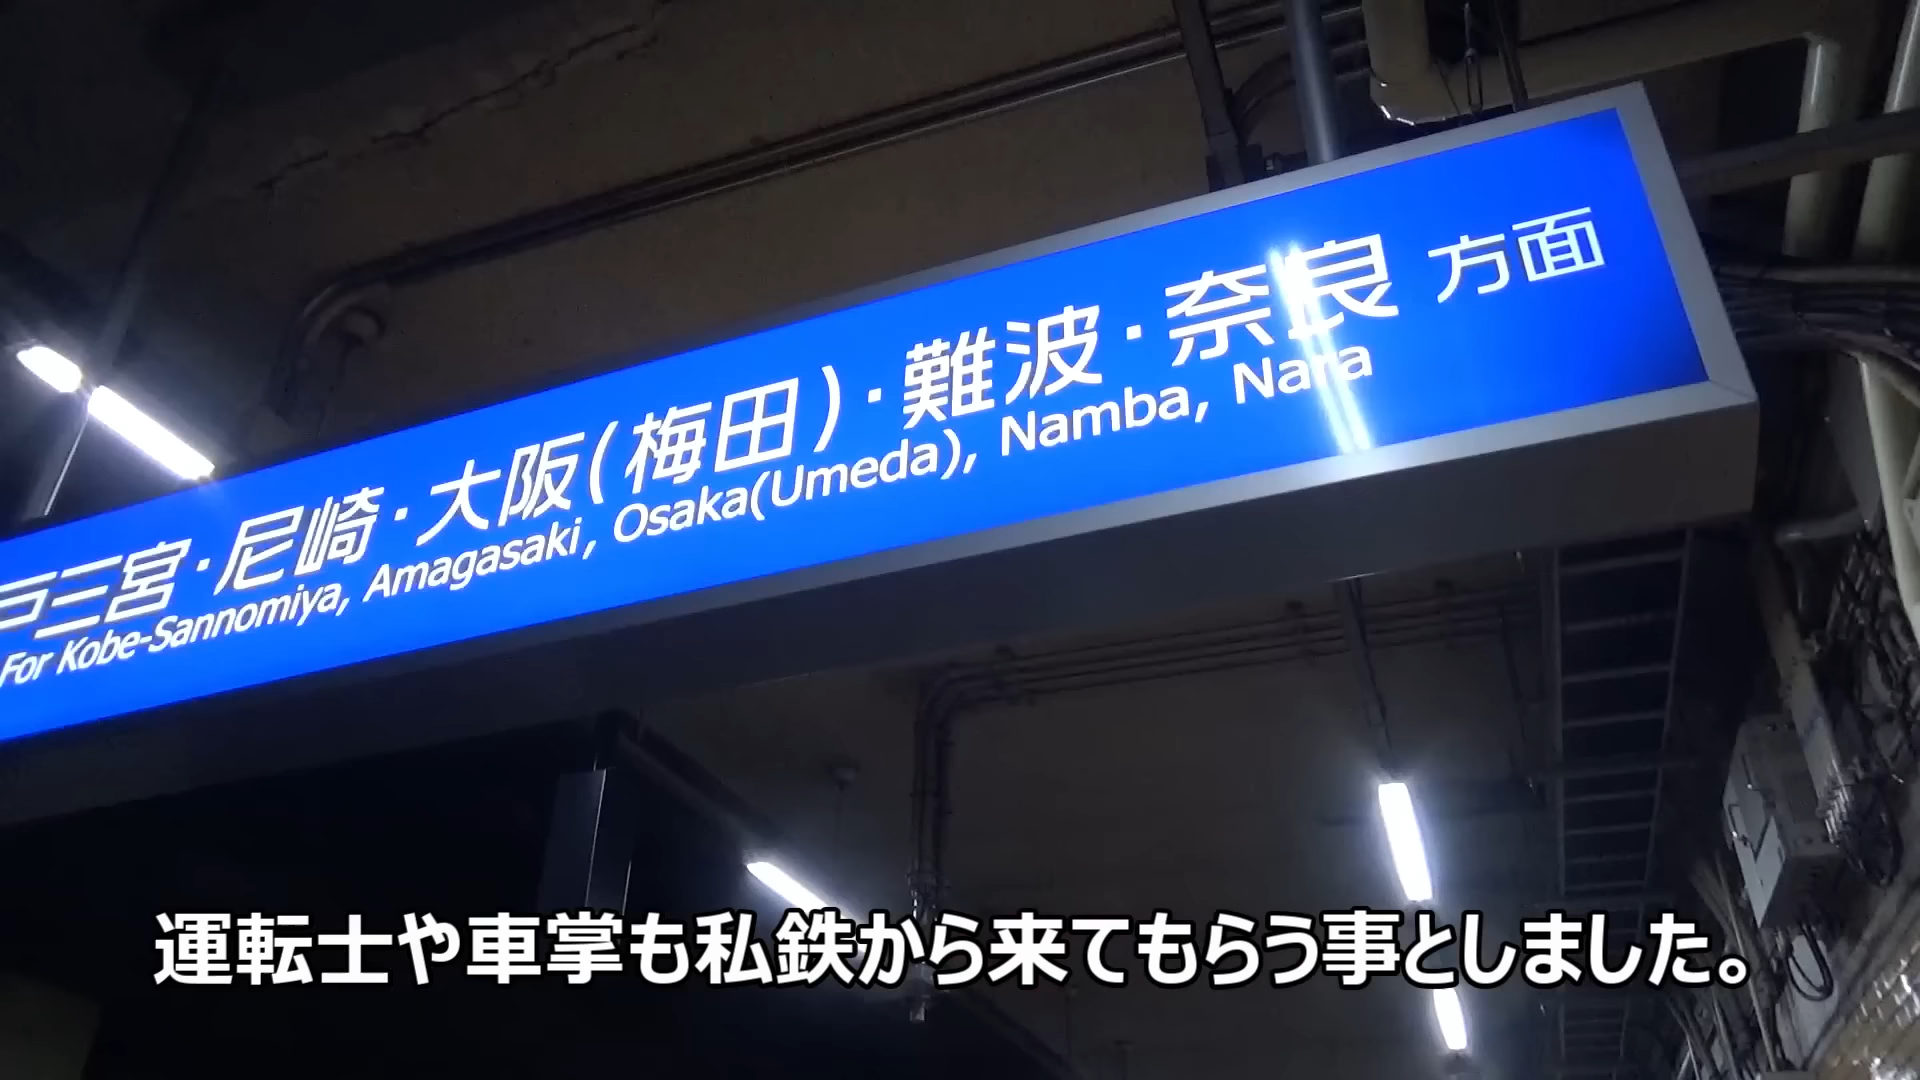 戸三宮・尼崎・大阪(梅田)・難波・奈良 方面
For Kobe-Sannomiya, Amagasaki, Osaka(Umeda), Namba, Nara
運転士や車掌も私鉄から来てもらう事としました。